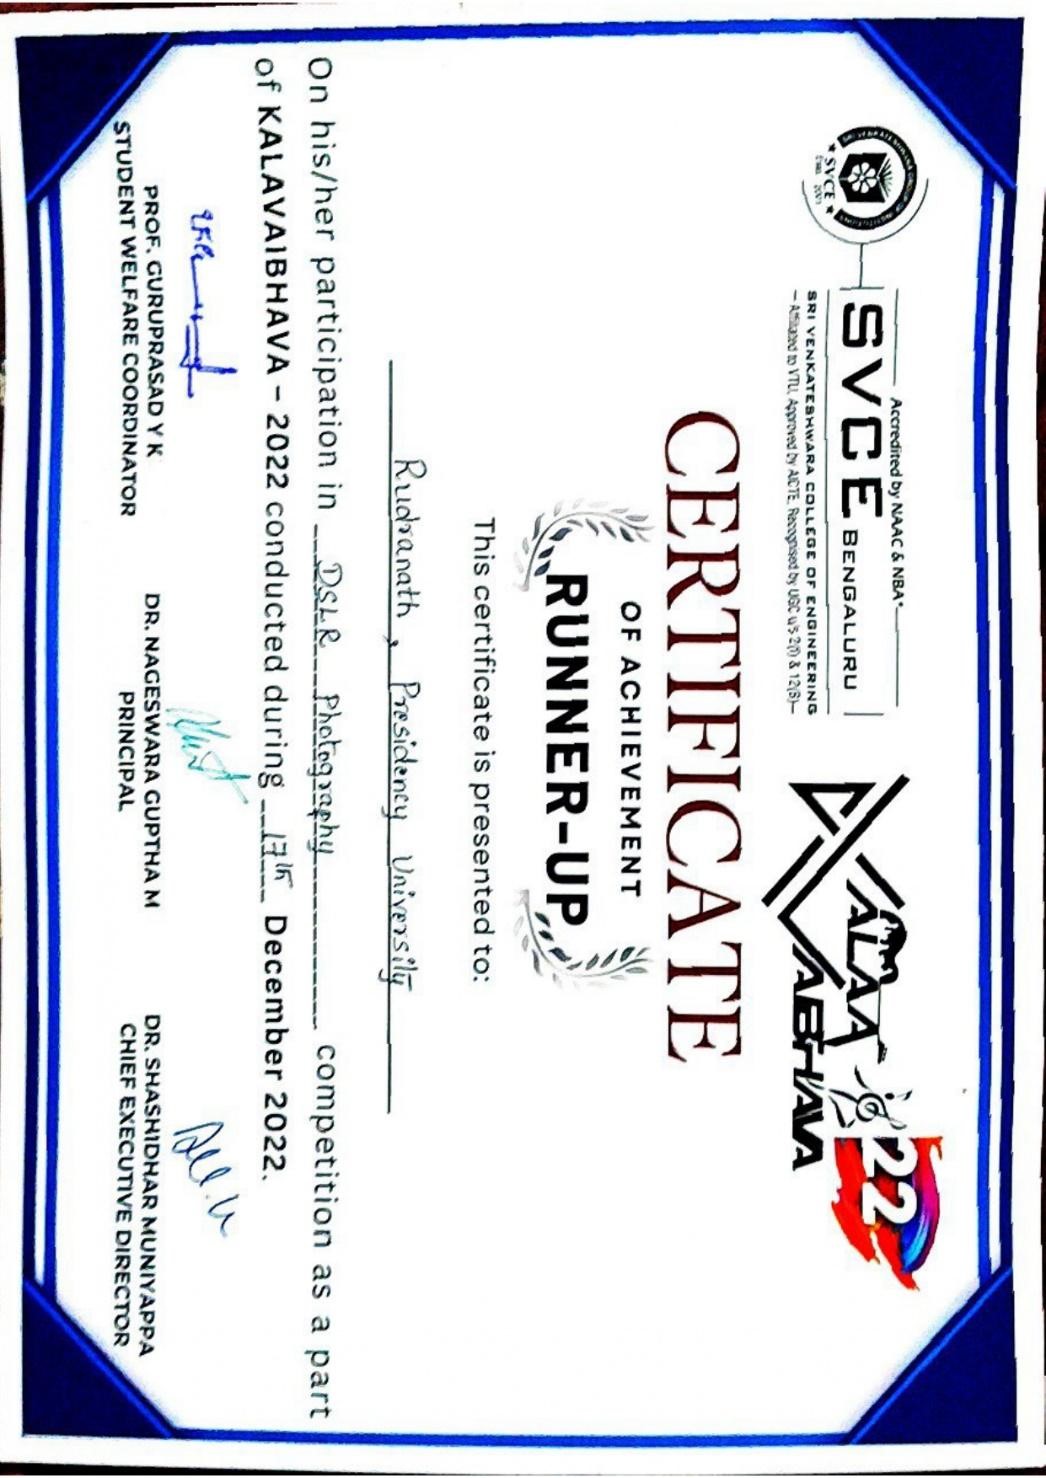 Accredited by NAAC & NBA*
SVCE BENGALURU
SRI VENKATESHWARA COLLEGE OF ENGINEERING
Affiliated to VTU, Approved by AICTE, Recognised by UGC u/s 2(f) & 12(B)
SVCE
Estd. 2001
KALAA
VAIBHAVA
22
CERTIFICATE
OF ACHIEVEMENT
RUNNER-UP
This certificate is presented to:
Rudranath, Presidency University
On his/her participation in DSLR Photography competition as a part
of KALAVAIBHAVA – 2022 conducted during 17th December 2022.
PROF. GURUPRASAD Y K
STUDENT WELFARE COORDINATOR
DR. NAGESWARA GUPTHA M
PRINCIPAL
DR. SHASHIDHAR MUNIYAPPA
CHIEF EXECUTIVE DIRECTOR